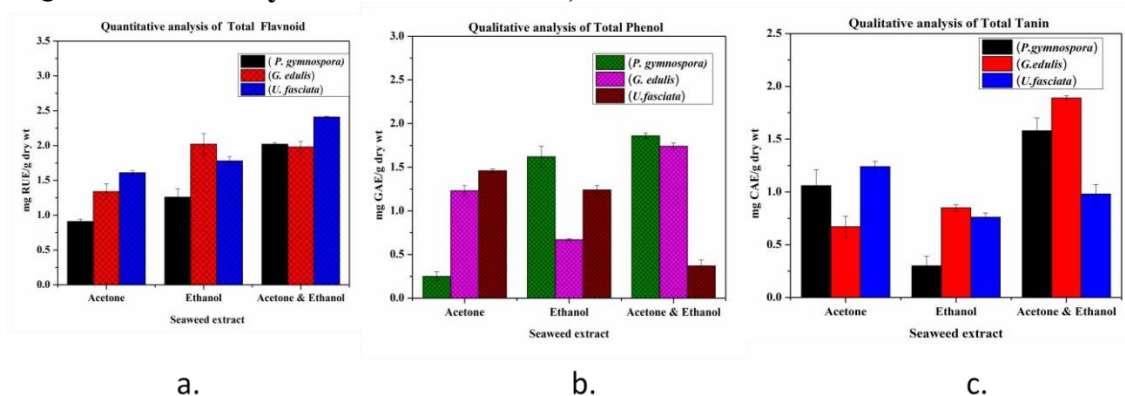 Quantitative analysis of Total Flavnoid
3.5
3.0
2.5
2.0
1.5
1.0
0.5
0.0
mg RUE/g dry wt
( P. gymnospora)
(G. edulis)
(U. fasciata)
Acetone
Ethanol
Acetone & Ethanol
Seaweed extract
a.
Qualitative analysis of Total Phenol
3.0
2.5
2.0
1.5
1.0
0.5
0.0
mg GAE/g dry wt
(P. gymnospora)
(G. edulis)
(U.fasciata)
Acetone
Ethanol
Acetone & Ethanol
Seaweed extract
b.
Qualitative analysis of Total Tanin
2.5
2.0
1.5
1.0
0.5
0.0
mg CAE/g dry wt
(P.gymnospora)
(G.edulis)
(U.fasciata)
Acetone
Ethanol
Acetone & Ethanol
Seaweed extract
c.